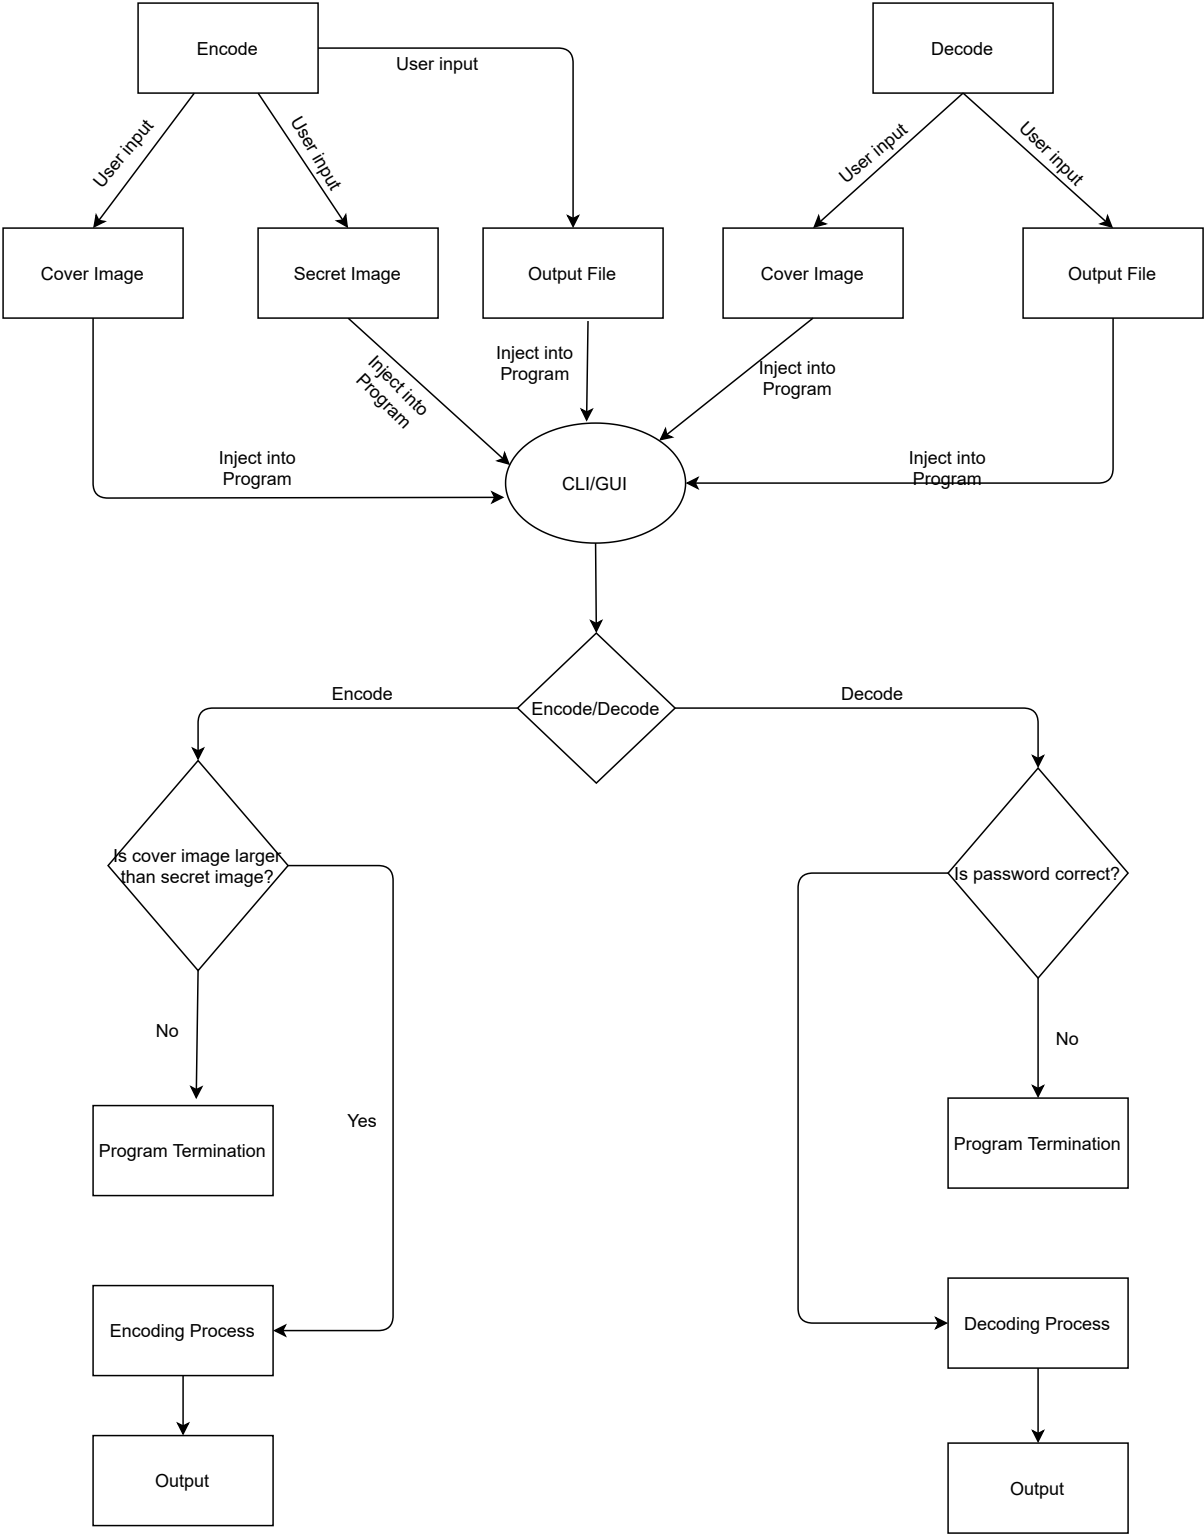 Encode
User input
Decode
User input
User input
User input
User input
Cover Image
Secret Image
Output File
Cover Image
Output File
Inject into
Program
Inject into
Program
Inject into
Program
Inject into
Program
Inject into
Program
CLI/GUI
Encode
Encode/Decode
Decode
Is cover image larger
than secret image?
Is password correct?
No
No
Yes
Program Termination
Program Termination
Encoding Process
Decoding Process
Output
Output